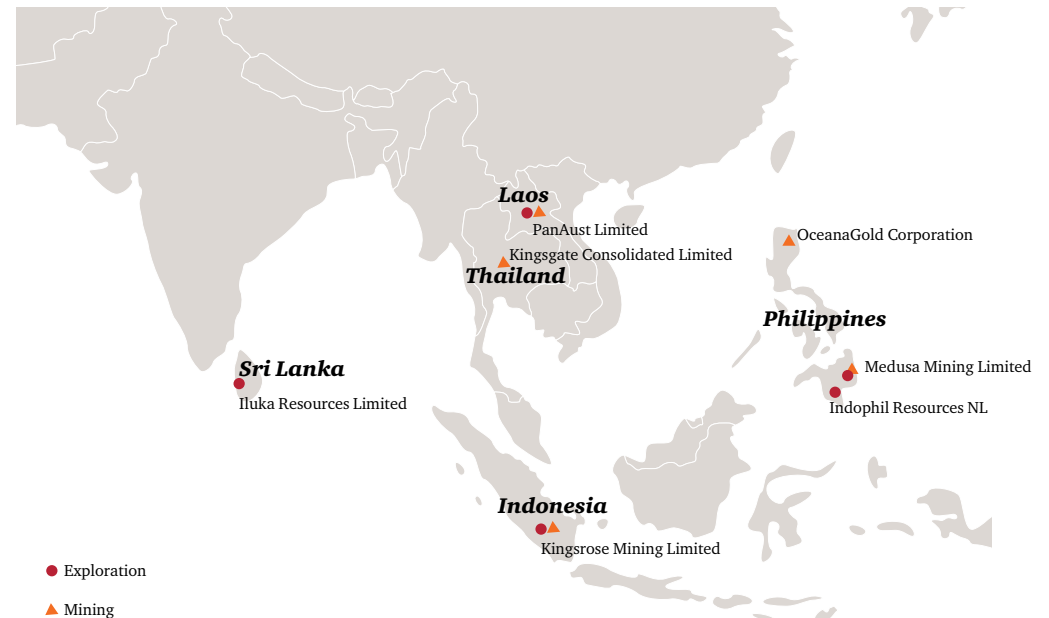 Laos
PanAust Limited
Kingsgate Consolidated Limited
Thailand
OceanaGold Corporation
Philippines
Medusa Mining Limited
Indophil Resources NL
Sri Lanka
Iluka Resources Limited
Indonesia
Kingsrose Mining Limited
Exploration
Mining